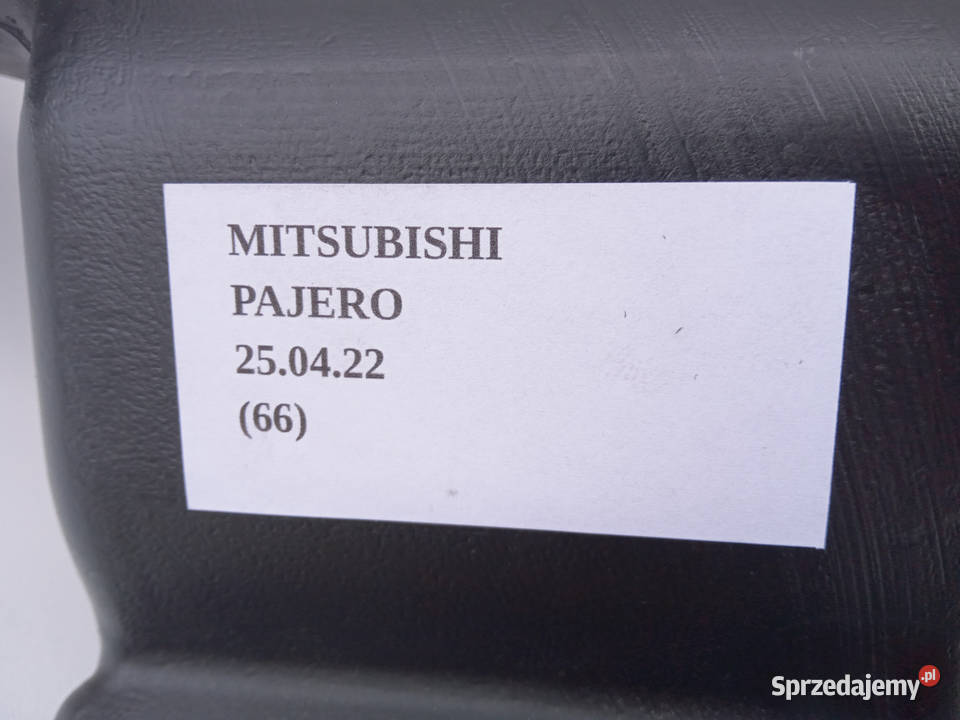 MITSUBISHI
PAJERO
25.04.22
(66)
Sprzedajemy.pl